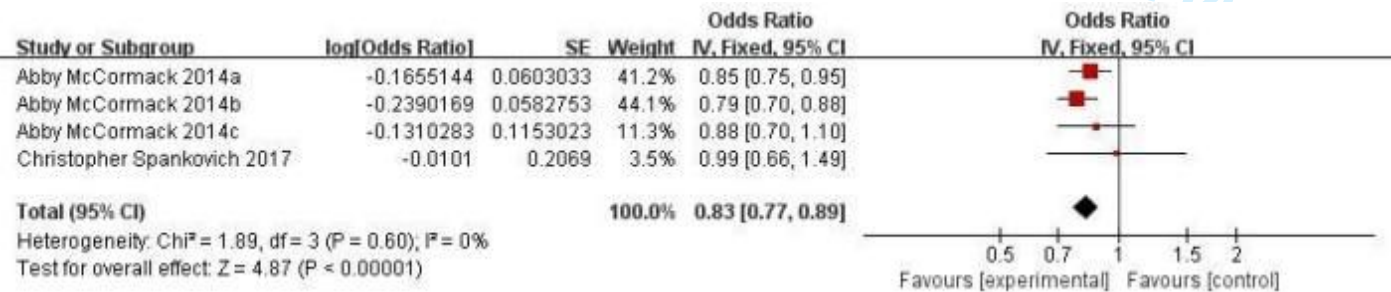 Odds Ratio Odds Ratio
Study or Subgroup log[Odds Ratio] SE Weight IV, Fixed, 95% CI IV, Fixed, 95% CI
Abby McCormack 2014a -0.1655144 0.0603033 41.2% 0.85 [0.75, 0.95]
Abby McCormack 2014b -0.2390169 0.0582753 44.1% 0.79 [0.70, 0.88]
Abby McCormack 2014c -0.1310283 0.1153023 11.3% 0.88 [0.70, 1.10]
Christopher Spankovich 2017 -0.0101 0.2069 3.5% 0.99 [0.66, 1.49]
Total (95% CI) 100.0% 0.83 [0.77, 0.89]
Heterogeneity: Chi² = 1.89, df = 3 (P = 0.60); I² = 0%
Test for overall effect: Z = 4.87 (P < 0.00001)
0.5 0.7 1 1.5 2
Favours [experimental] Favours [control]